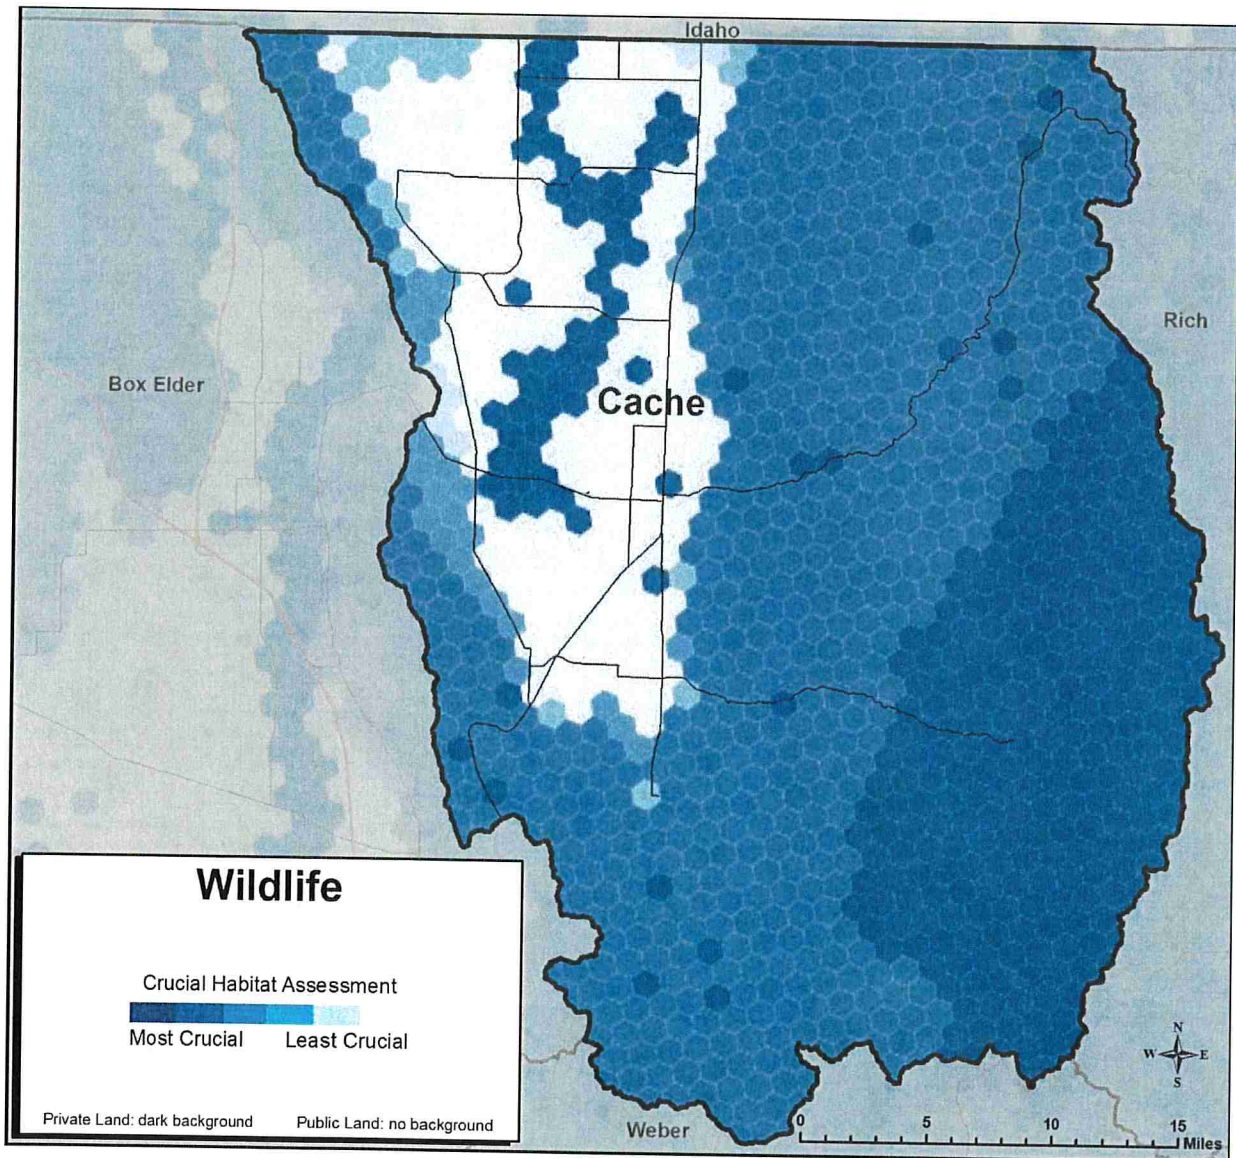 Idaho
Rich
Box Elder
Cache
Wildlife
Crucial Habitat Assessment
Most Crucial Least Crucial
Private Land: dark background Public Land: no background
Weber
N
W E
S
0 5 10 15
Miles